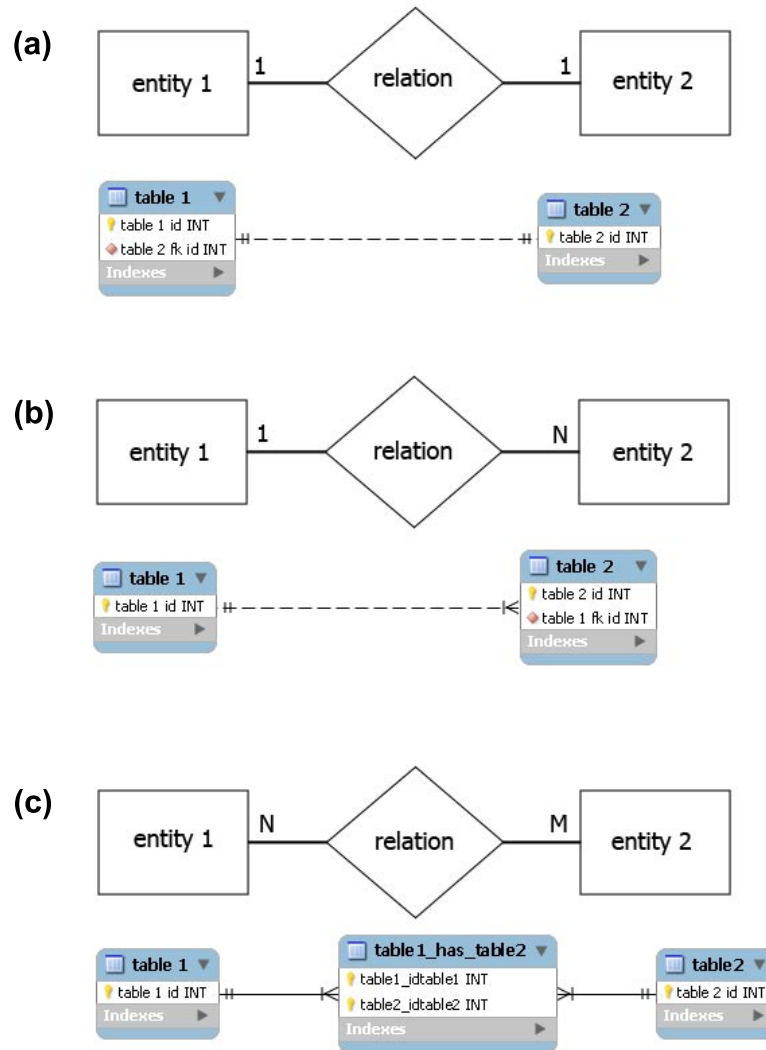 (a)
entity 1
1
relation
1
entity 2
table 1
table 1 id INT
table 2 fk id INT
Indexes
table 2
table 2 id INT
Indexes
(b)
entity 1
1
relation
N
entity 2
table 1
table 1 id INT
Indexes
table 2
table 2 id INT
table 1 fk id INT
Indexes
(c)
entity 1
N
relation
M
entity 2
table 1
table 1 id INT
Indexes
table1_has_table2
table1_idtable1 INT
table2_idtable2 INT
Indexes
table2
table 2 id INT
Indexes